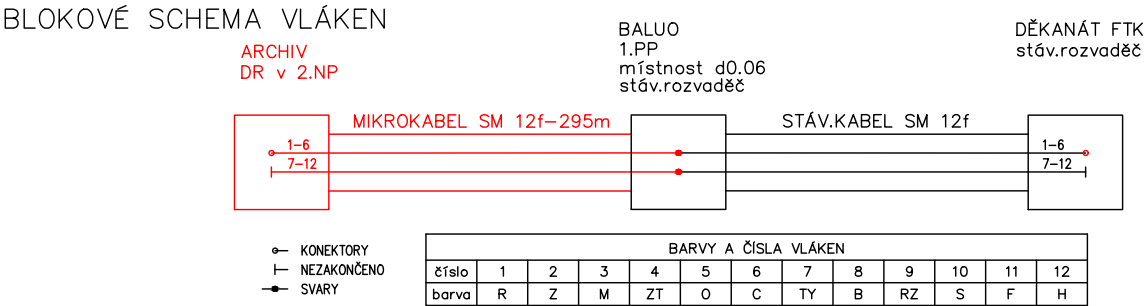 BLOKOVÉ SCHEMA VLÁKEN
ARCHIV
DR v 2.NP
BALUO
1.PP
místnost d0.06
stáv.rozvaděč
DĚKANÁT FTK
stáv.rozvaděč
MIKROKABEL SM 12f-295m
STÁV.KABEL SM 12f
1-6
7-12
1-6
7-12
KONEKTORY
NEZAKONČENO
SVARY
BARVY A ČÍSLA VLÁKEN
číslo 1 2 3 4 5 6 7 8 9 10 11 12
barva R Z M ZT O C TY B RZ S F H